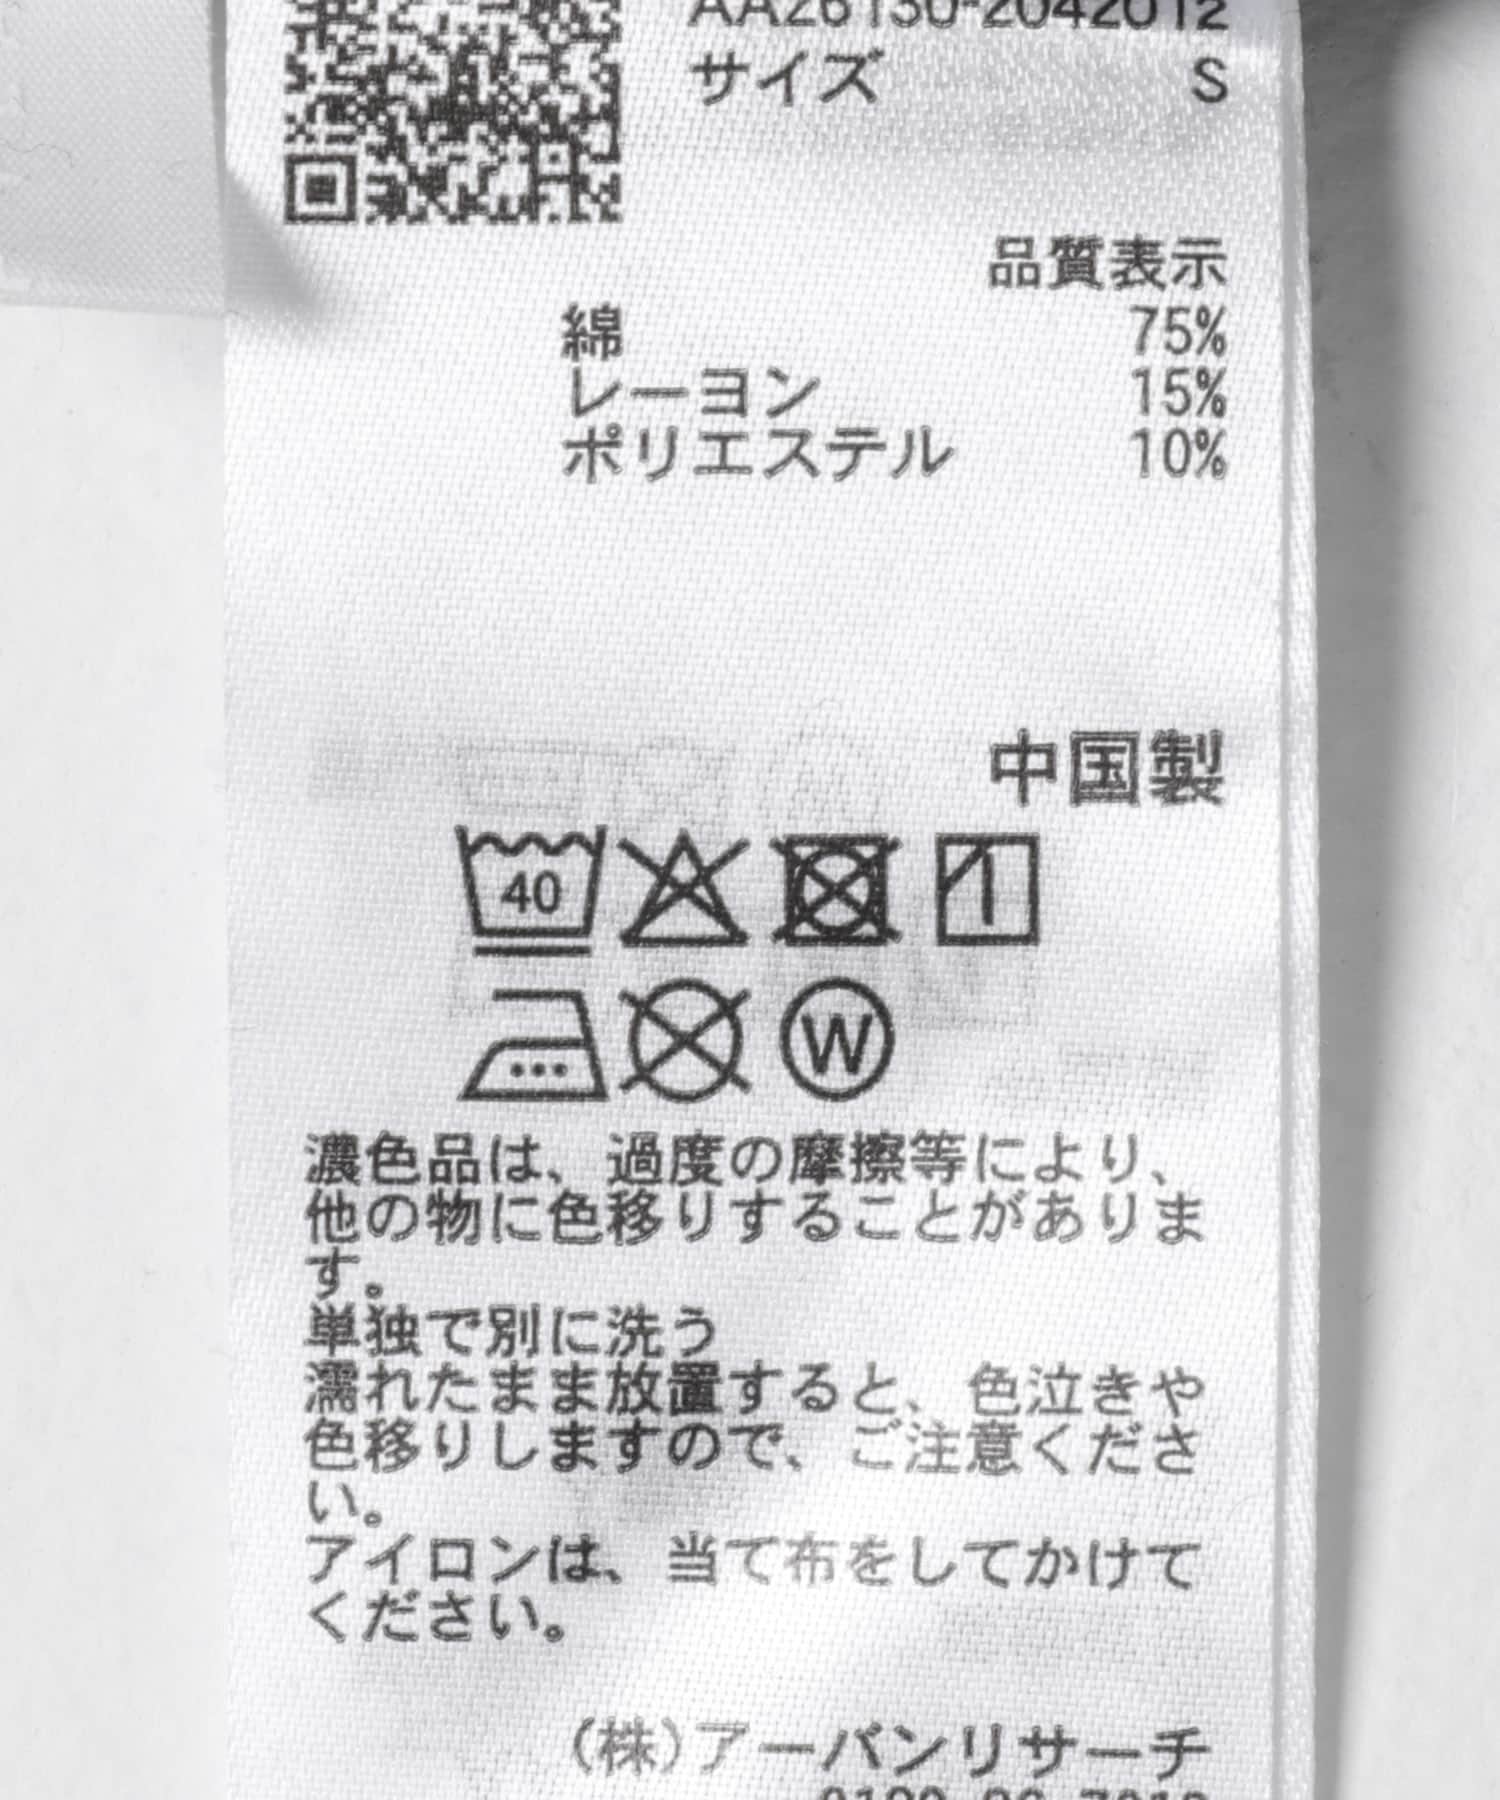 AA26130-2042012
サイズ S
品質表示
綿 75%
レーヨン 15%
ポリエステル 10%
中国製
40
W
濃色品は、過度の摩擦等により、
他の物に色移りすることがありま
す。
単独で別に洗う
濡れたまま放置すると、色泣きや
色移りしますので、ご注意くださ
い。
アイロンは、当て布をしてかけて
ください。
(株)アーバンリサーチ